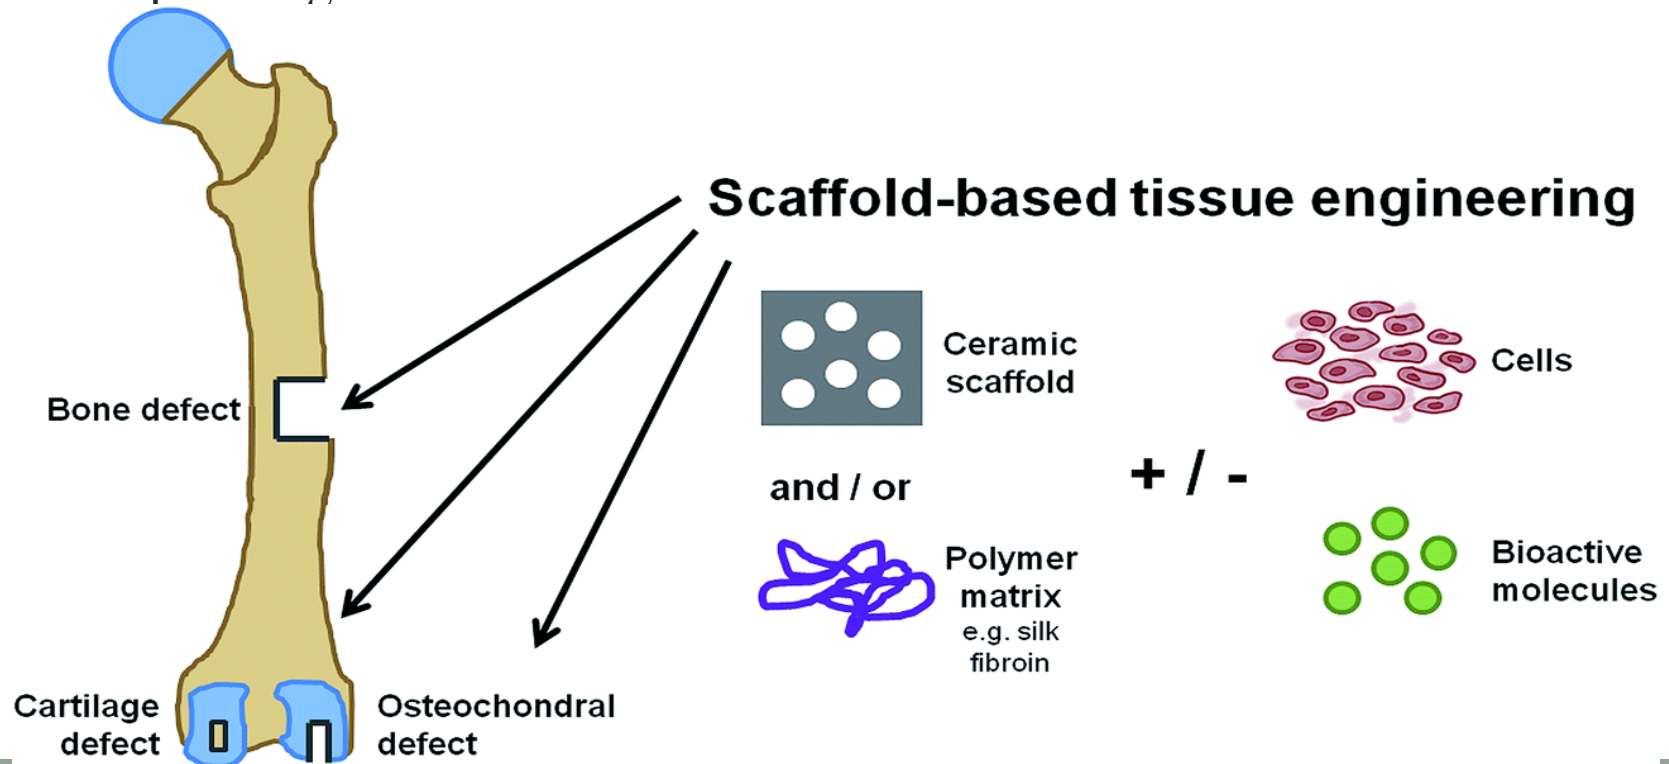 Scaffold-based tissue engineering
Ceramic
scaffold
Cells
Bone defect
+ / -
and / or
Polymer
matrix
e.g. silk
fibroin
Bioactive
molecules
Cartilage
defect
Osteochondral
defect